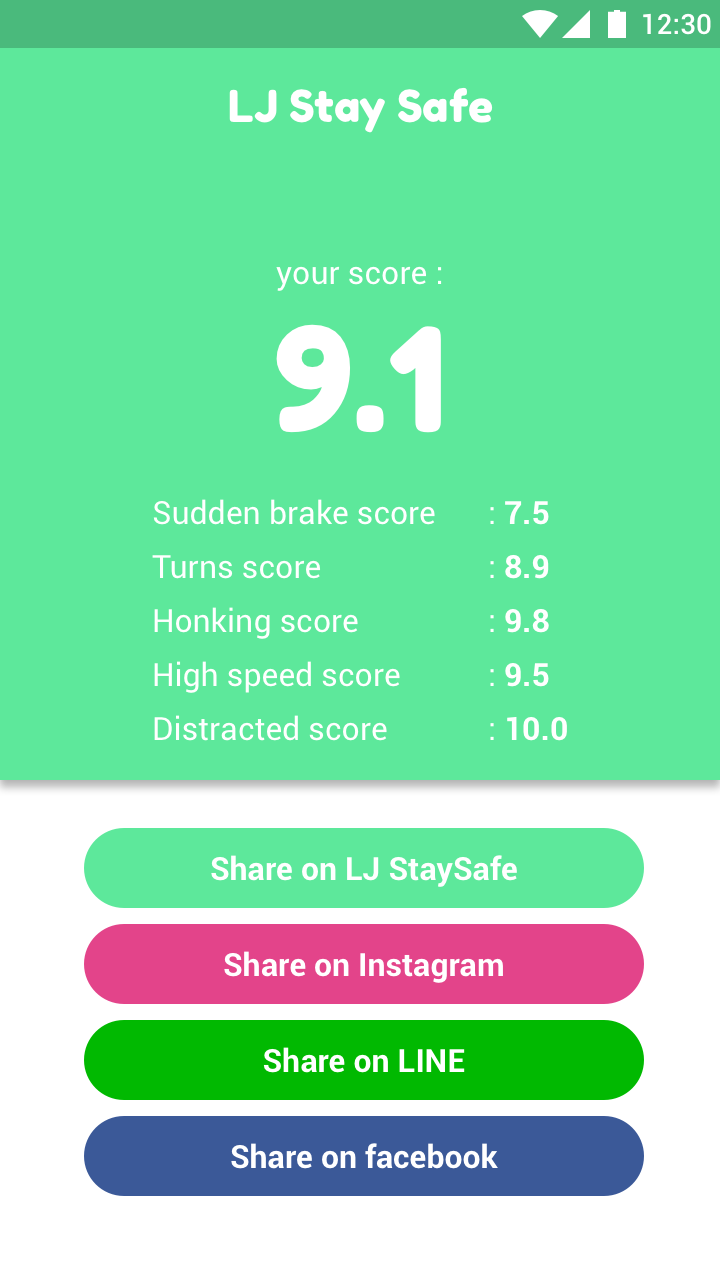 12:30
LJ Stay Safe
your score :
9.1
Sudden brake score : 7.5
Turns score : 8.9
Honking score : 9.8
High speed score : 9.5
Distracted score : 10.0
Share on LJ StaySafe
Share on Instagram
Share on LINE
Share on facebook